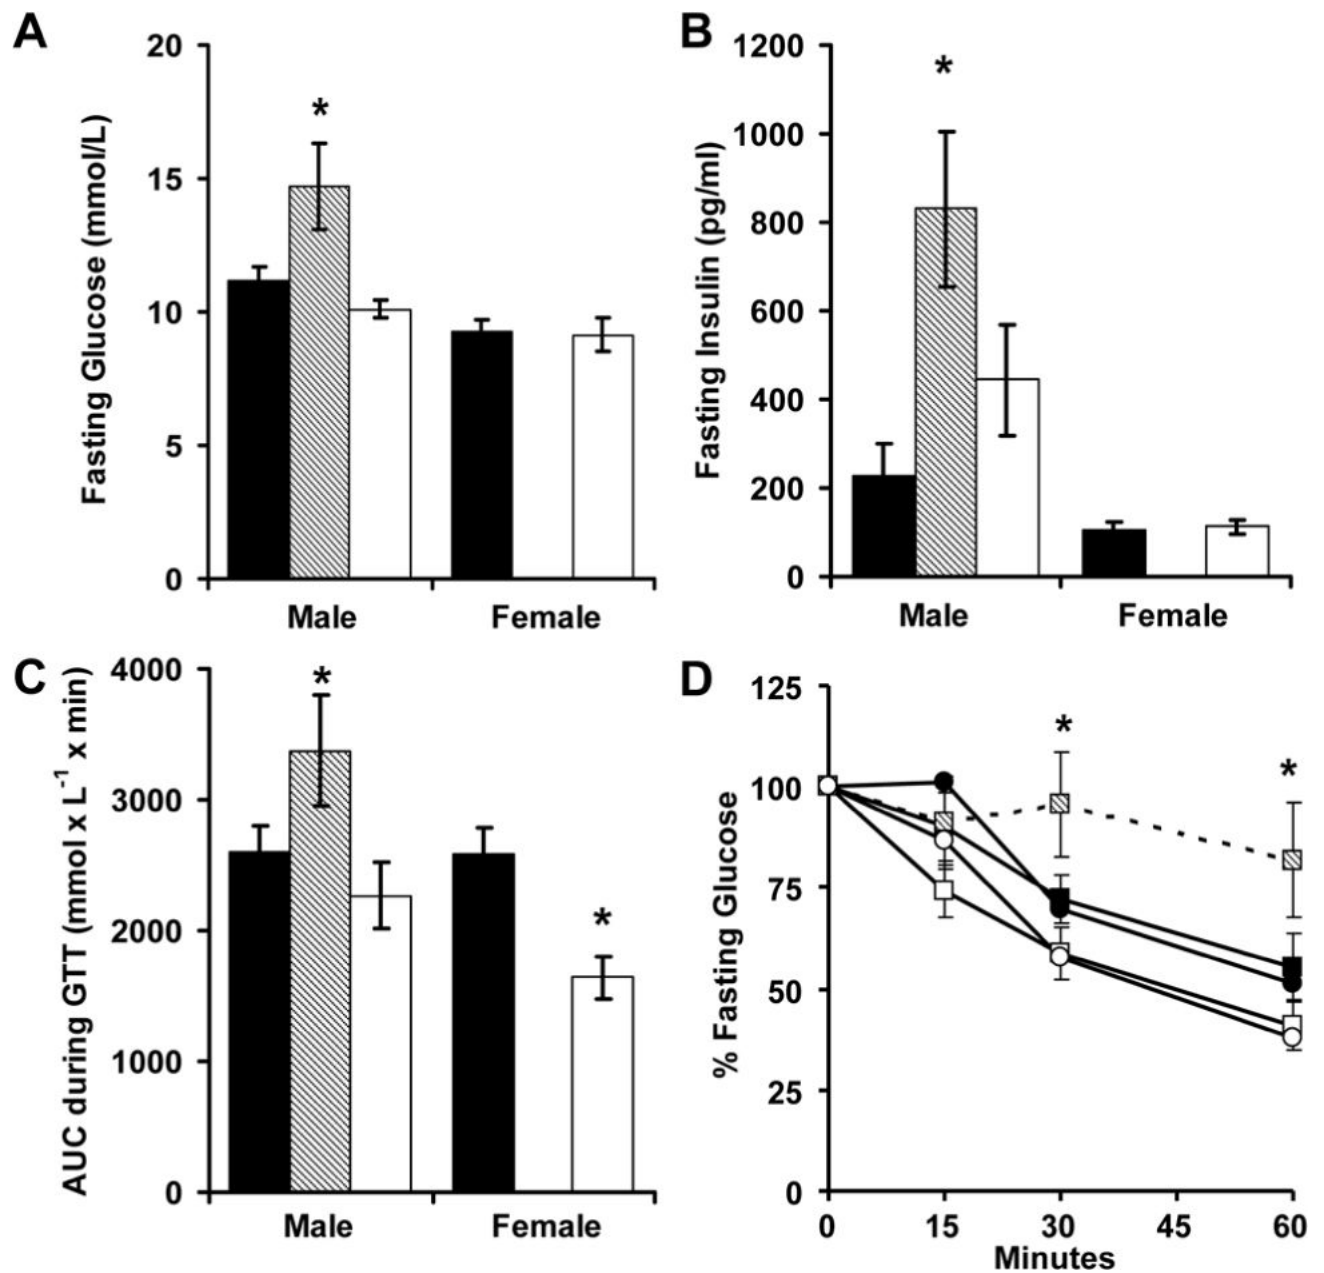 A
Fasting Glucose (mmol/L)
20
15
10
5
0
*
Male
Female
B
Fasting Insulin (pg/ml)
1200
1000
800
600
400
200
0
*
Male
Female
C
AUC during GTT (mmol x L⁻¹ x min)
4000
3000
2000
1000
0
*
*
Male
Female
D
% Fasting Glucose
125
100
75
50
25
0
*
*
0
15
30
45
60
Minutes